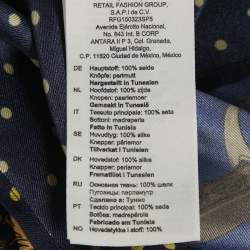 RETAIL FASHION GROUP,
S.A.P.I de C.V.
RFG150323SP5
Avenida Ejército Nacional,
No. 843 Int, B CORP
ANTARA II P 3, Col. Granada,
Miguel Hidalgo,
C.P. 11520 Ciudad de México, México
DE Hauptstoff: 100% seide
Knöpfe: perlmutt
Hergestellt in Tunesien
NL Hoofdstof: 100% zijde
Knopen: paarlemoer
Gemaakt in Tunesië
IT Tessuto principale: 100% seta
Bottoni: madreperla
Fatto in Tunisia
SE Huvudtyg: 100% silke
Knappar: pärlemor
Tillverkat i Tunisien
DK Hovedstof: 100% silke
Knapper: perlemor
Fremstillet i Tunesien
RU Основная ткань: 100% шелк
Пуговицы: перламутр
Сделано в: Тунис
PT Tecido principal: 100% seda
Botões: madrepérola
Fabricado em Tunísia
NO Hovedstoff: 100% silke